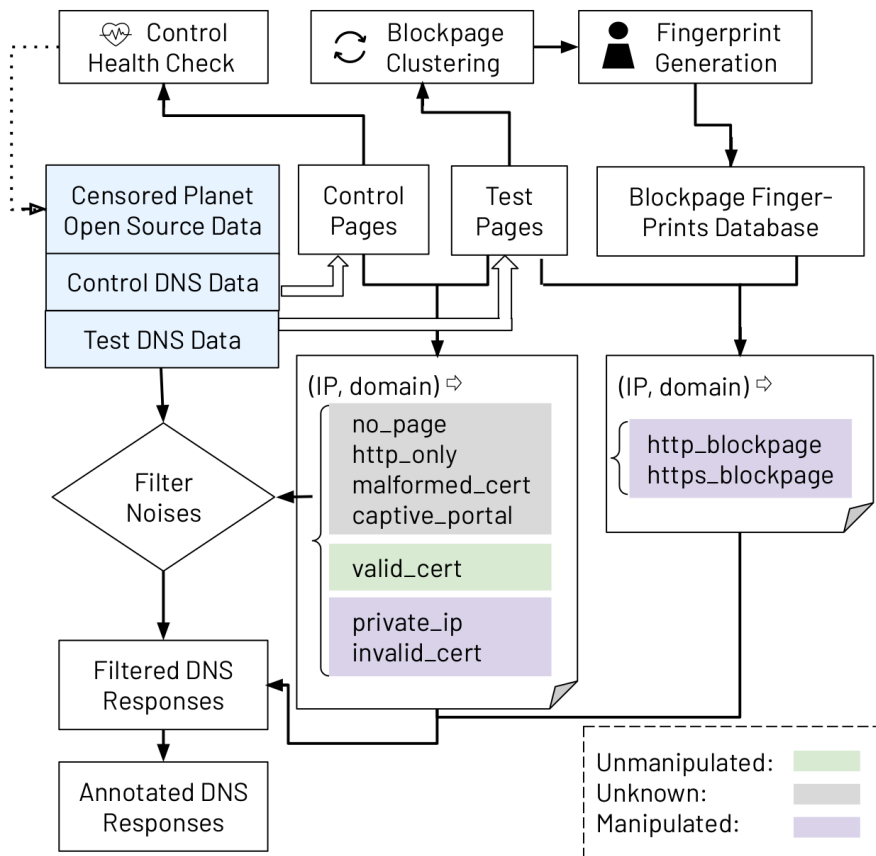 Control
Health Check
Blockpage
Clustering
Fingerprint
Generation
Censored Planet
Open Source Data
Control DNS Data
Test DNS Data
Control
Pages
Test
Pages
Blockpage Finger-
Prints Database
(IP, domain) ⇨
no_page
http_only
malformed_cert
captive_portal
valid_cert
private_ip
invalid_cert
(IP, domain) ⇨
http_blockpage
https_blockpage
Filter
Noises
Filtered DNS
Responses
Annotated DNS
Responses
Unmanipulated:
Unknown:
Manipulated: